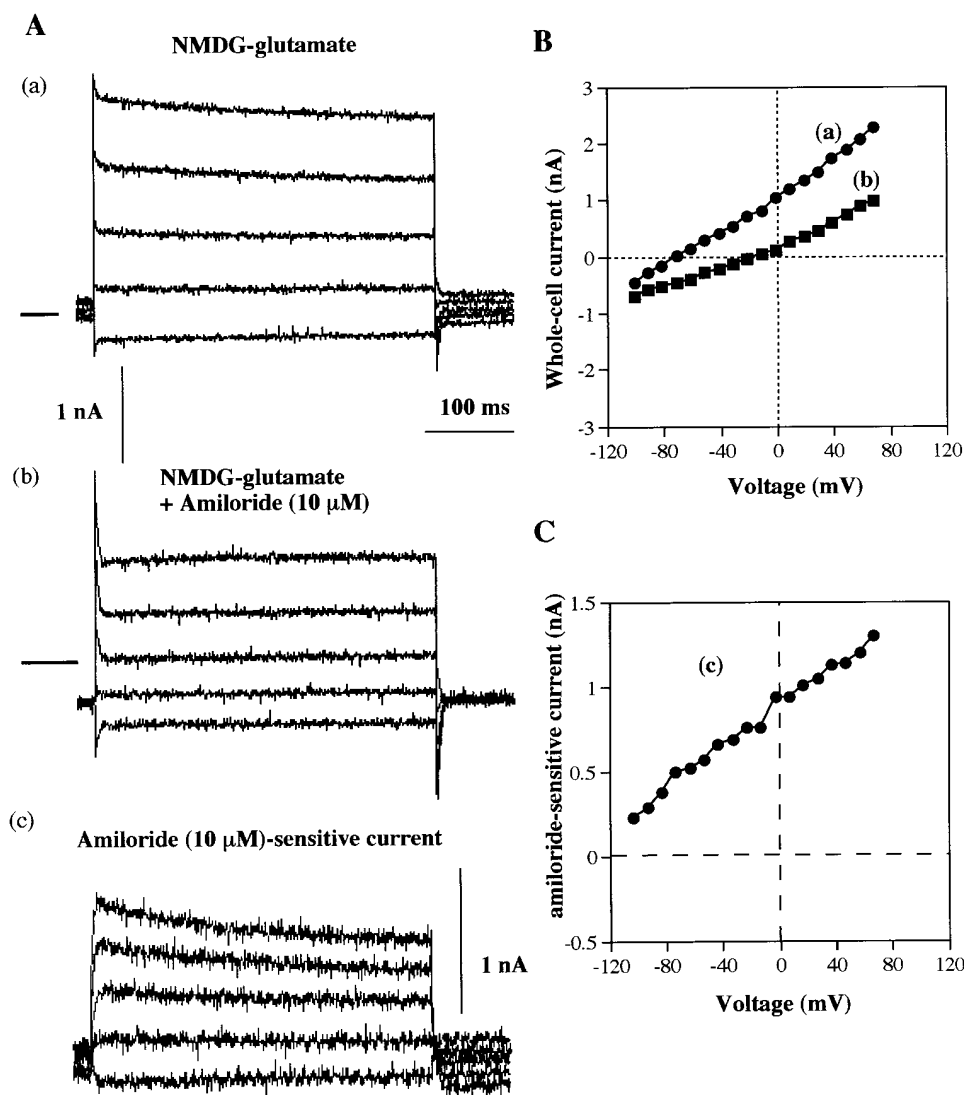 A
NMDG-glutamate
(a)
1 nA
100 ms
(b)
NMDG-glutamate
+ Amiloride (10 μM)
(c)
Amiloride (10 μM)-sensitive current
1 nA
B
Whole-cell current (nA)
3
2
1
0
-1
-2
-3
(a)
(b)
-120
-80
-40
0
40
80
120
Voltage (mV)
C
amiloride-sensitive current (nA)
1.5
1
0.5
0
-0.5
(c)
-120
-80
-40
0
40
80
120
Voltage (mV)